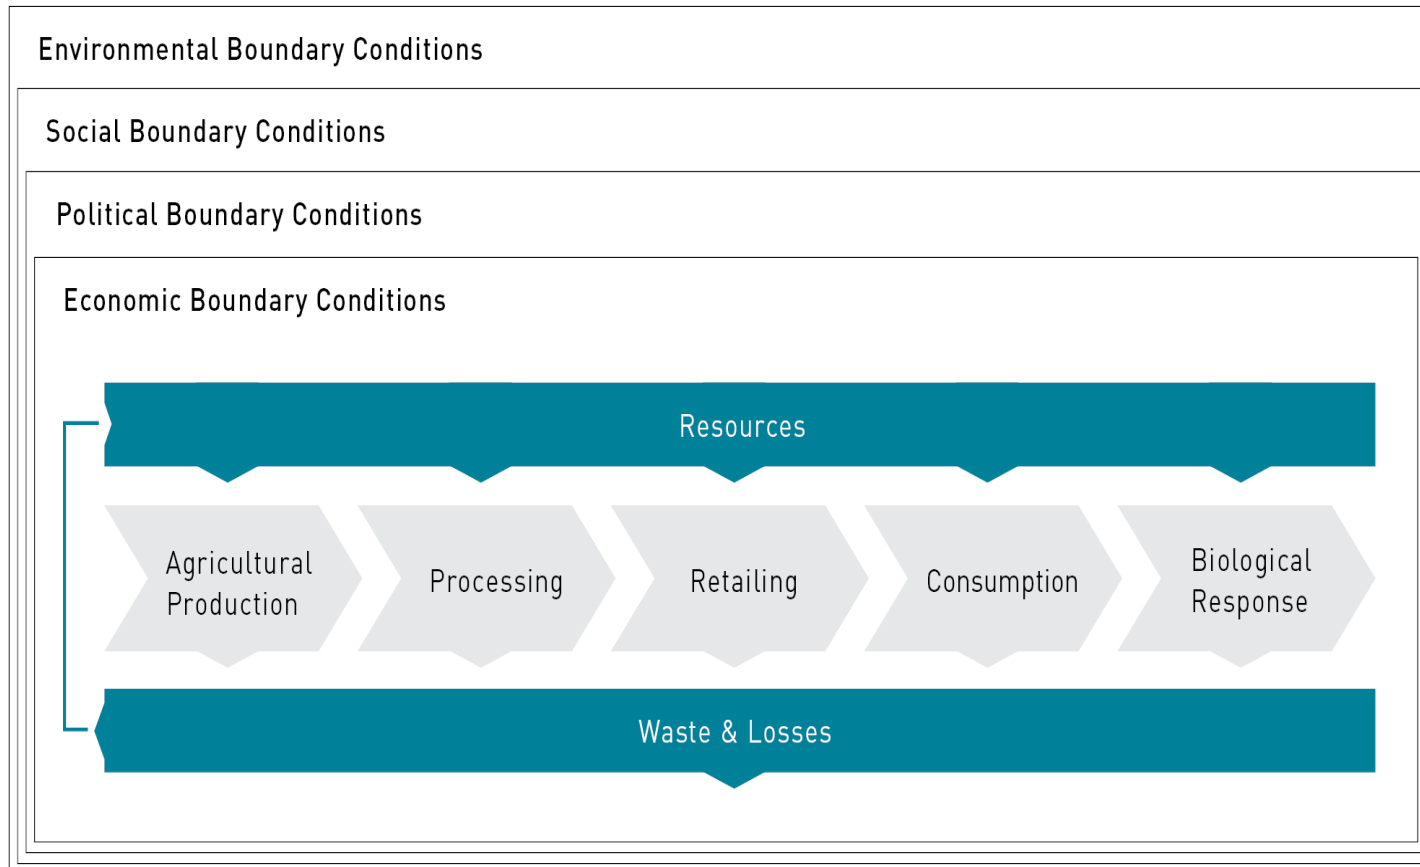 Environmental Boundary Conditions
Social Boundary Conditions
Political Boundary Conditions
Economic Boundary Conditions
Resources
Agricultural
Production
Processing
Retailing
Consumption
Biological
Response
Waste & Losses